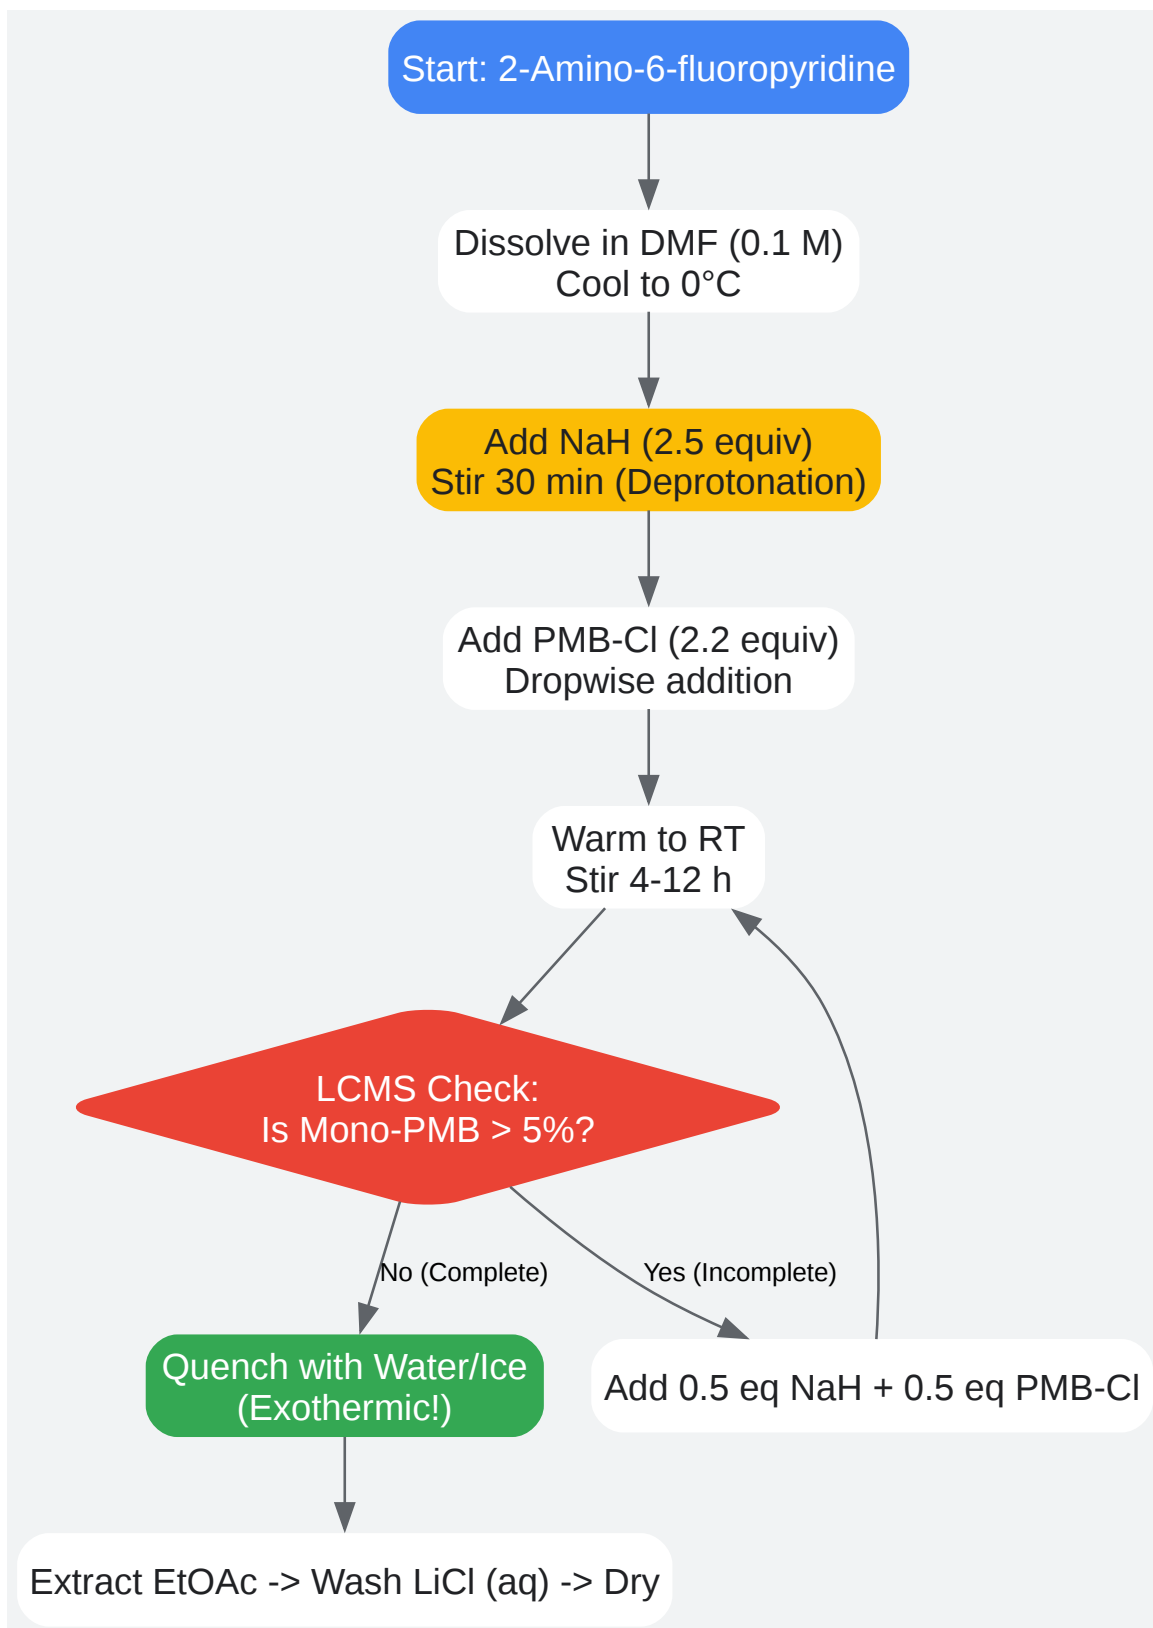 Start: 2-Amino-6-fluoropyridine
Dissolve in DMF (0.1 M)
Cool to 0°C
Add NaH (2.5 equiv)
Stir 30 min (Deprotonation)
Add PMB-Cl (2.2 equiv)
Dropwise addition
Warm to RT
Stir 4-12 h
LCMS Check:
Is Mono-PMB > 5%?
No (Complete)
Yes (Incomplete)
Quench with Water/Ice
(Exothermic!)
Add 0.5 eq NaH + 0.5 eq PMB-Cl
Extract EtOAc -> Wash LiCl (aq) -> Dry